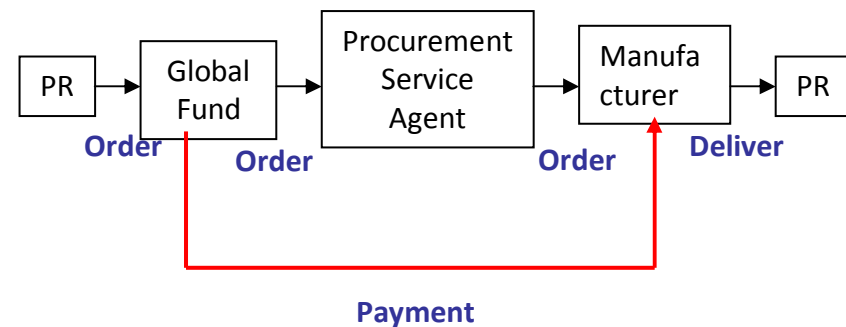 PR
Global
Fund
Procurement
Service
Agent
Manufa
cturer
PR
Order
Order
Order
Deliver
Payment